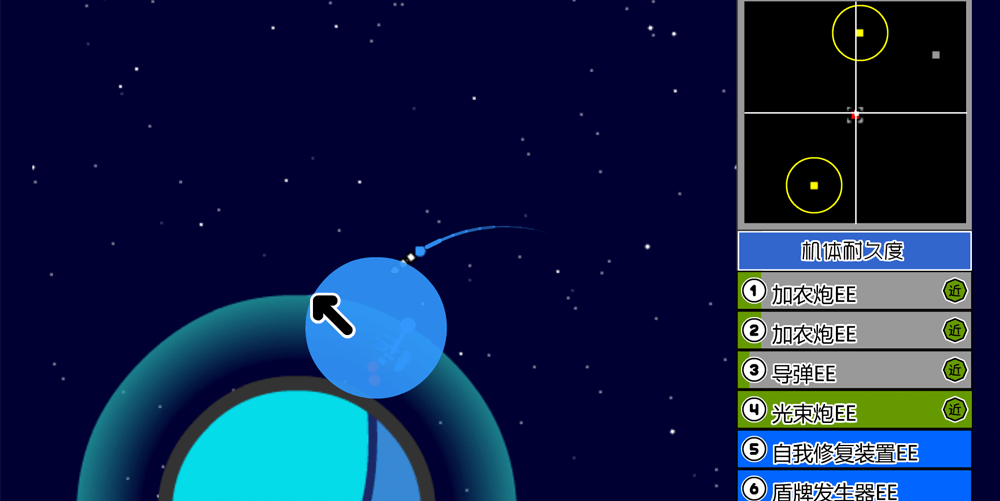 机体耐久度
1 加农炮EE 近
2 加农炮EE 近
3 导弹EE 近
4 光束炮EE 近
5 自我修复装置EE
6 盾牌发生器EE